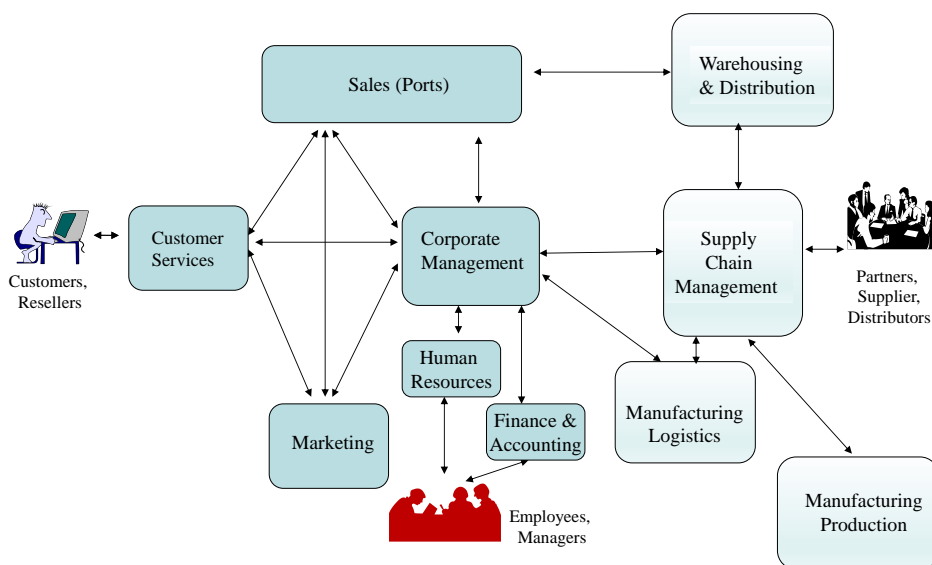 Sales (Ports)
Warehousing
& Distribution
Customer
Services
Corporate
Management
Supply
Chain
Management
Customers,
Resellers
Partners,
Supplier,
Distributors
Human
Resources
Marketing
Finance &
Accounting
Manufacturing
Logistics
Manufacturing
Production
Employees,
Managers